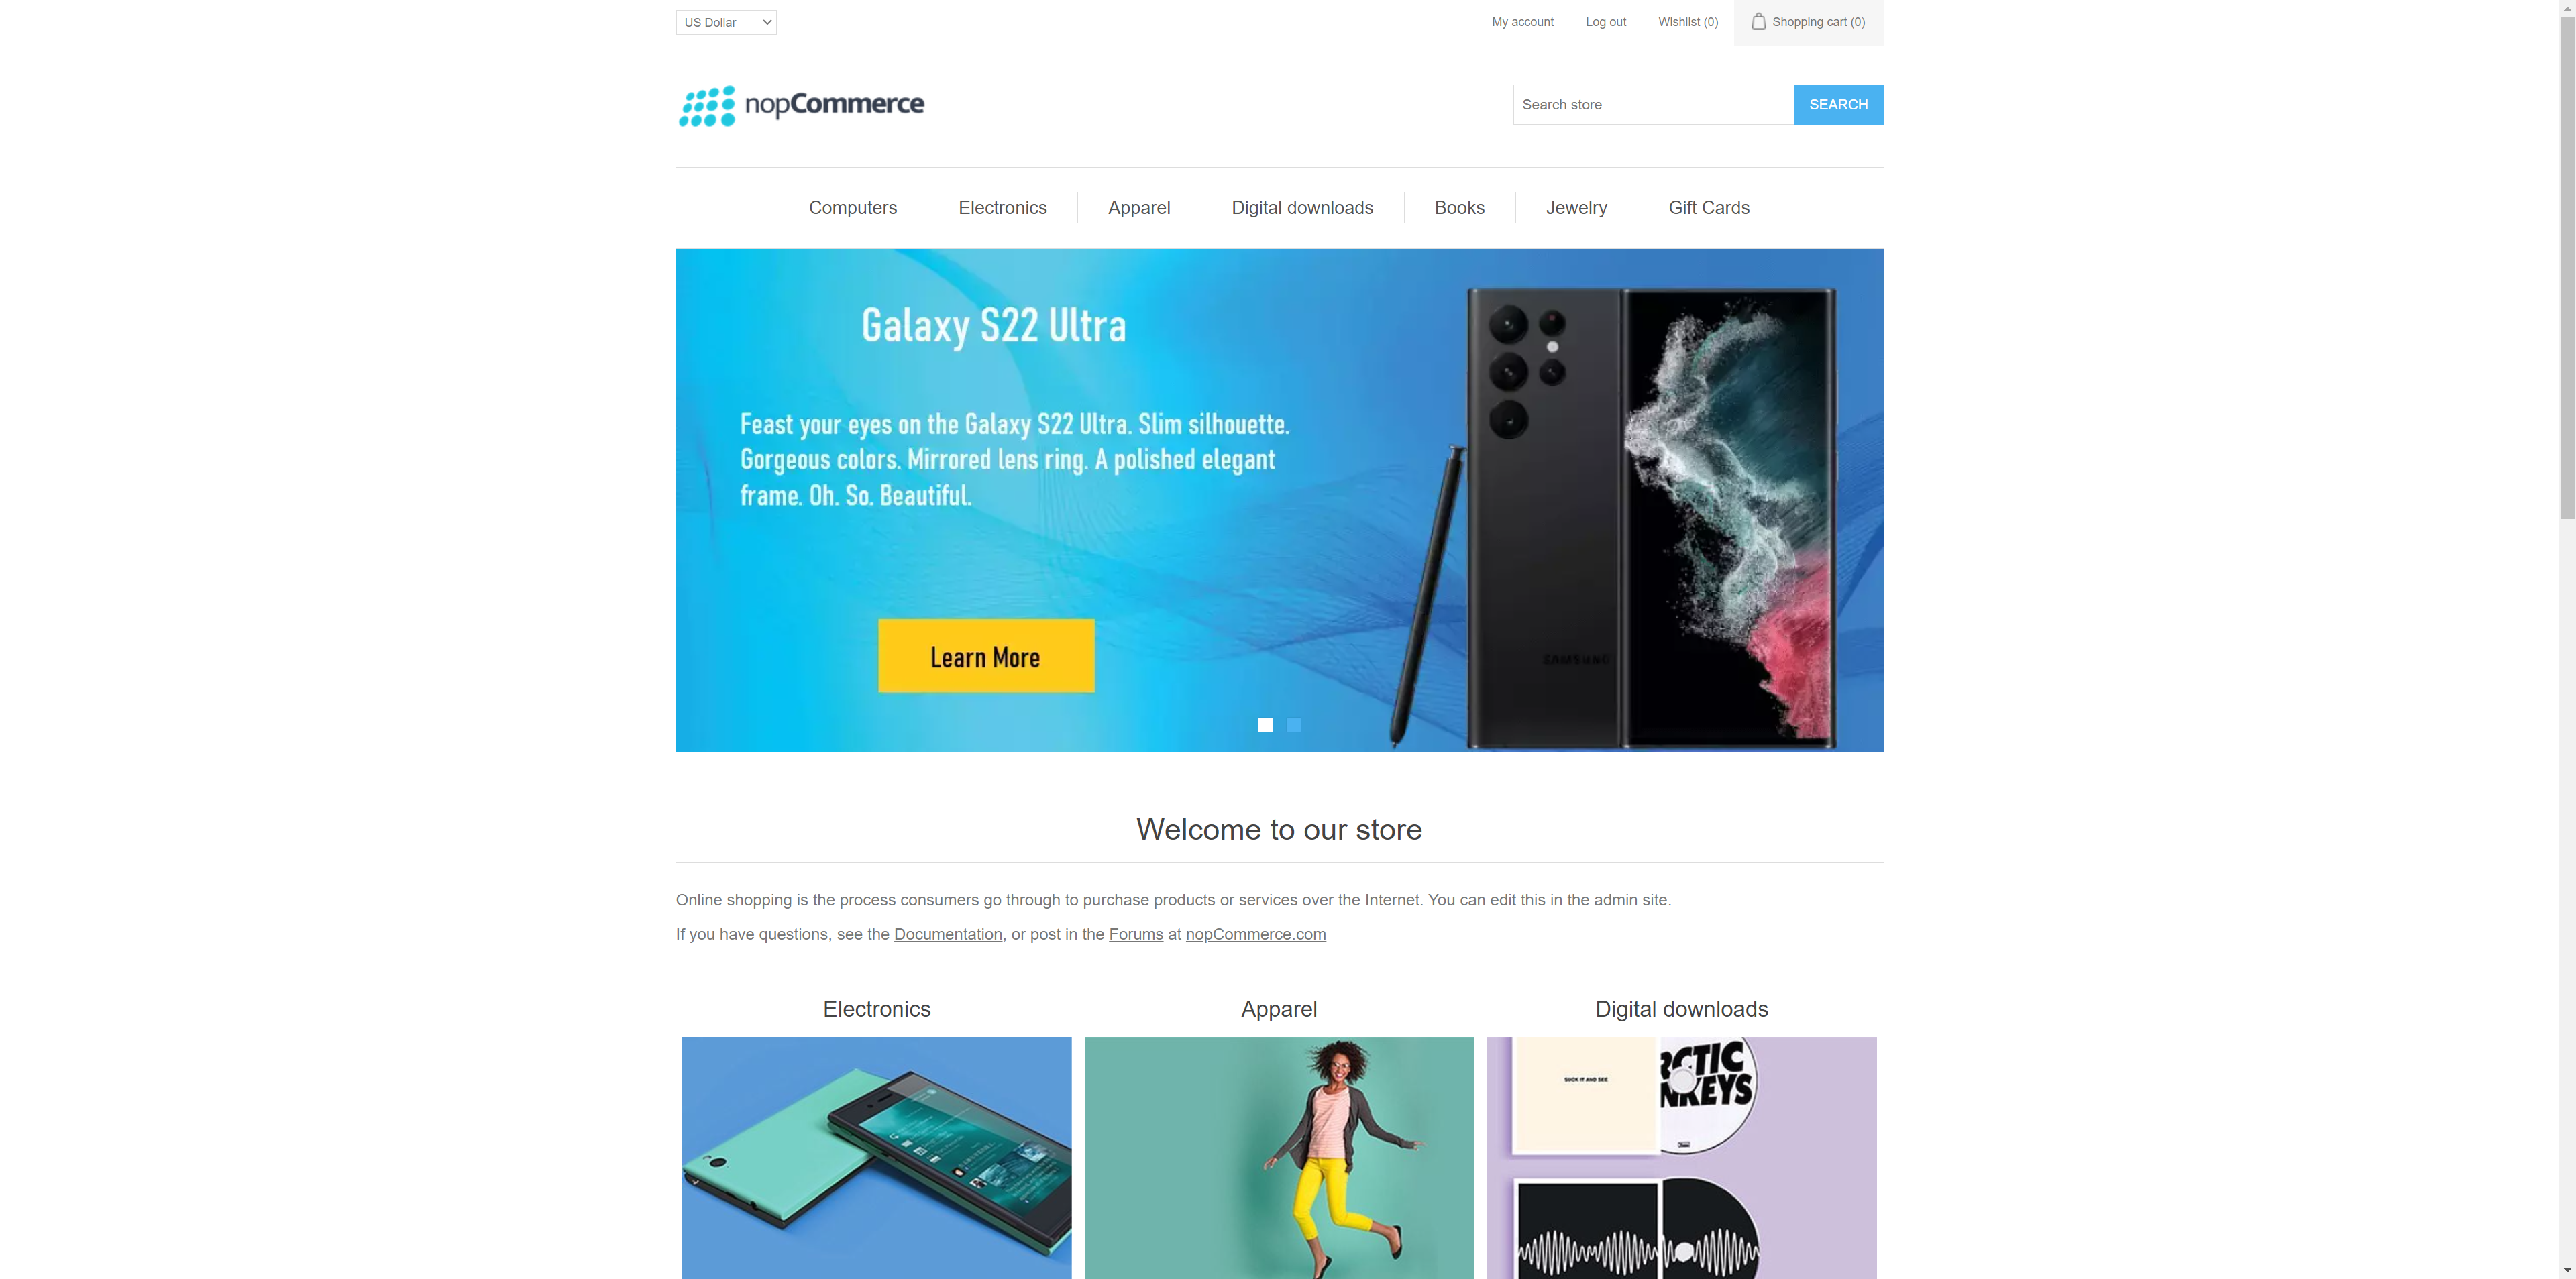 US Dollar
My account
Log out
Wishlist (0)
Shopping cart (0)
nopCommerce
Search store
SEARCH
Computers
Electronics
Apparel
Digital downloads
Books
Jewelry
Gift Cards
Galaxy S22 Ultra
Feast your eyes on the Galaxy S22 Ultra. Slim silhouette.
Gorgeous colors. Mirrored lens ring. A polished elegant
frame. Oh. So. Beautiful.
Learn More
SAMSUNG
Welcome to our store
Online shopping is the process consumers go through to purchase products or services over the Internet. You can edit this in the admin site.
If you have questions, see the Documentation, or post in the Forums at nopCommerce.com
Electronics
Apparel
Digital downloads
SUCK IT AND SEE